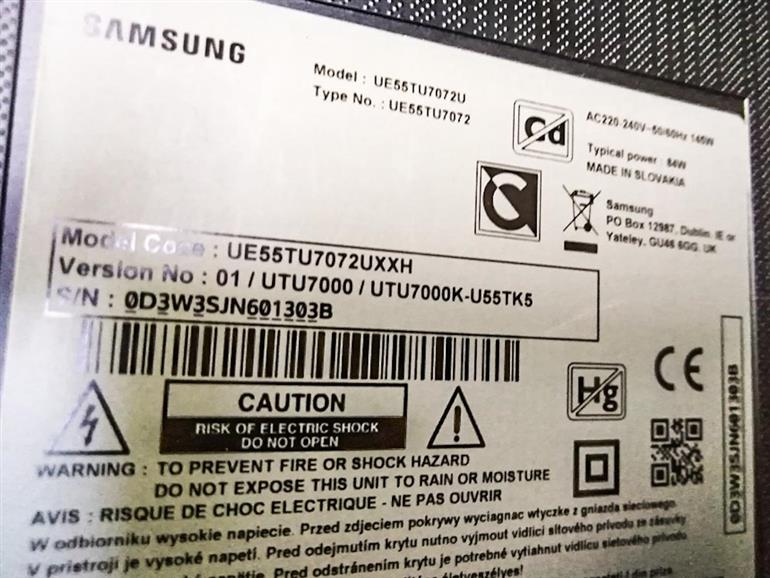 SAMSUNG
Model : UE55TU7072U
Type No. : UE55TU7072
Cd
AC220-240V~50/60Hz 145W
Typical power : 84W
MADE IN SLOVAKIA
Samsung
PO Box 12987, Dublin. IE or
Yateley, GU46 6GG. UK
Model Code : UE55TU7072UXXH
Version No : 01 / UTU7000 / UTU7000K-U55TK5
S/N : 0D3W3SJN601303B
CAUTION
RISK OF ELECTRIC SHOCK
DO NOT OPEN
Hg
CE
0D3W3SJN601303B
WARNING : TO PREVENT FIRE OR SHOCK HAZARD
DO NOT EXPOSE THIS UNIT TO RAIN OR MOISTURE
AVIS : RISQUE DE CHOC ELECTRIQUE - NE PAS OUVRIR
W odbiorniku wysokie napiecie. Przed zdjeciem pokrywy wyciagnac wtyczke z gniazda sieciowego.
V pristroji je vysoké napetí. Pred odejmutím krytu nutno vyjmout vidlici sítového privodu ze zásuvky
Pred odstránením krytu je potrebné vytiahnut vidlicu sietového prívodu